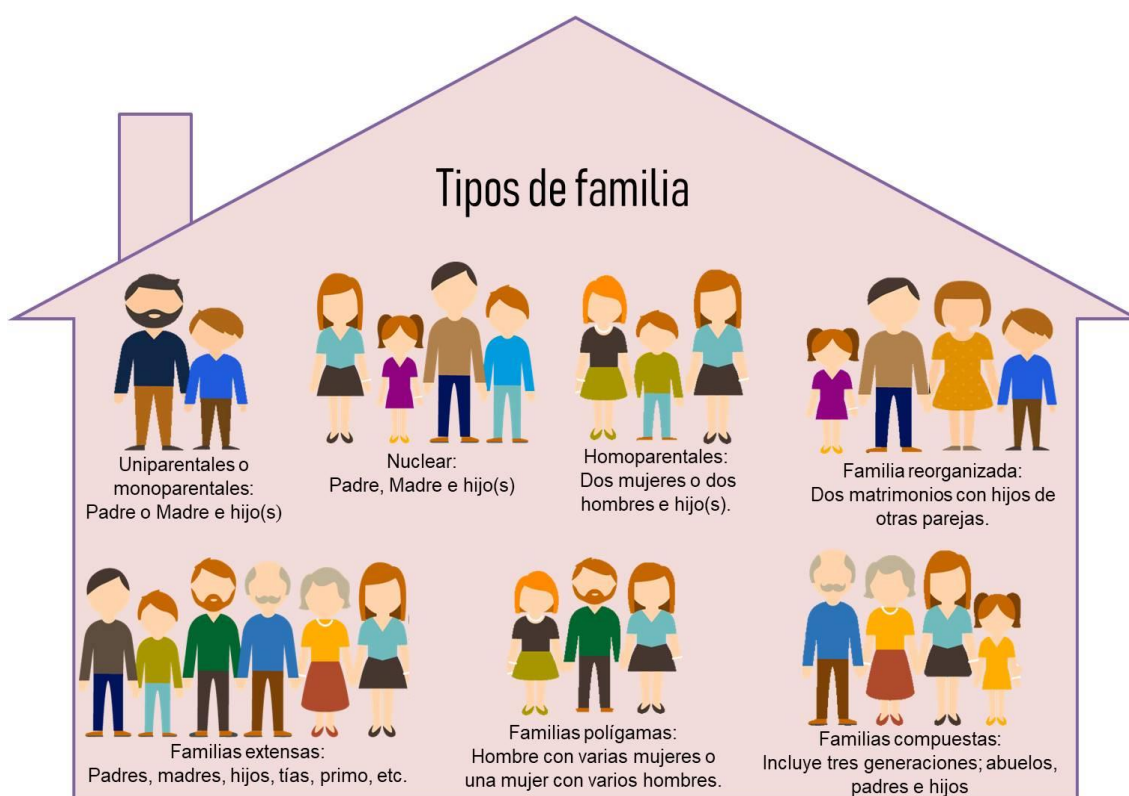 Tipos de familia
Uniparentales o
monoparentales:
Padre o Madre e hijo(s)
Nuclear:
Padre, Madre e hijo(s)
Homoparentales:
Dos mujeres o dos
hombres e hijo(s).
Familia reorganizada:
Dos matrimonios con hijos de
otras parejas.
Familias extensas:
Padres, madres, hijos, tías, primo, etc.
Familias polígamas:
Hombre con varias mujeres o
una mujer con varios hombres.
Familias compuestas:
Incluye tres generaciones; abuelos,
padres e hijos